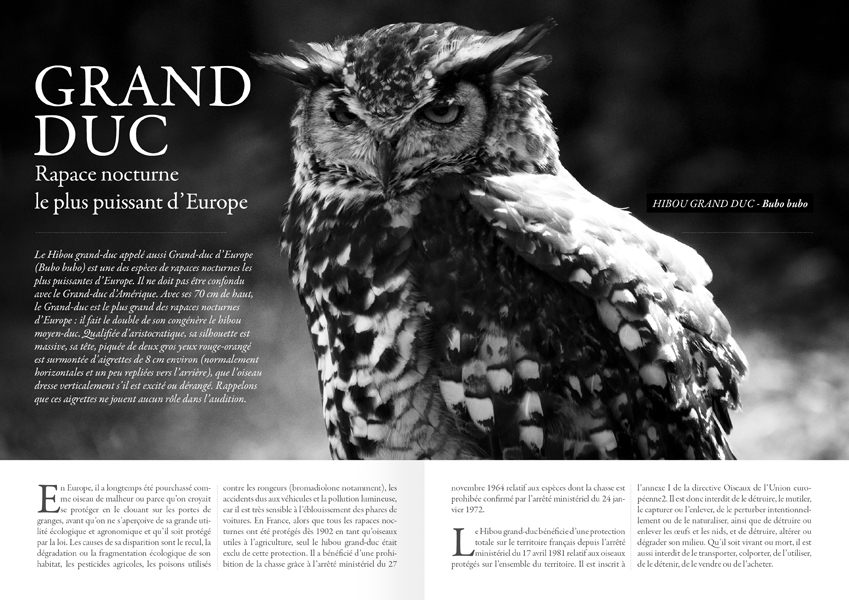 GRAND
DUC
Rapace nocturne
le plus puissant d'Europe
HIBOU GRAND DUC - Bubo bubo
Le Hibou grand-duc appelé aussi Grand-duc d'Europe
(Bubo bubo) est une des espèces de rapaces nocturnes les
plus puissantes d'Europe. Il ne doit pas être confondu
avec le Grand-duc d'Amérique. Avec ses 70 cm de haut,
le Grand-duc est le plus grand des rapaces nocturnes
d'Europe : il fait le double de son congénère le hibou
moyen-duc. Qualifiée d'aristocratique, sa silhouette est
massive, sa tête, piquée de deux gros yeux rouge-orangé
est surmontée d'aigrettes de 8 cm environ (normalement
horizontales et un peu repliées vers l'arrière), que l'oiseau
dresse verticalement s'il est excité ou dérangé. Rappelons
que ces aigrettes ne jouent aucun rôle dans l'audition.
En Europe, il a longtemps été pourchassé com-
me oiseau de malheur ou parce qu'on croyait
se protéger en le clouant sur les portes de
granges, avant qu'on ne s'aperçoive de sa grande uti-
lité écologique et agronomique et qu'il soit protégé
par la loi. Les causes de sa disparition sont le recul, la
dégradation ou la fragmentation écologique de son
habitat, les pesticides agricoles, les poisons utilisés
contre les rongeurs (bromadiolone notamment), les
accidents dus aux véhicules et la pollution lumineuse,
car il est très sensible à l'éblouissement des phares de
voitures. En France, alors que tous les rapaces noc-
turnes ont été protégés dès 1902 en tant qu'oiseaux
utiles à l'agriculture, seul le hibou grand-duc était
exclu de cette protection. Il a bénéficié d'une prohi-
bition de la chasse grâce à l'arrêté ministériel du 27
novembre 1964 relatif aux espèces dont la chasse est
prohibée confirmé par l'arrêté ministériel du 24 jan-
vier 1972.
Le Hibou grand-duc bénéficie d'une protection
totale sur le territoire français depuis l'arrêté
ministériel du 17 avril 1981 relatif aux oiseaux
protégés sur l'ensemble du territoire. Il est inscrit à
l'annexe I de la directive Oiseaux de l'Union euro-
péenne2. Il est donc interdit de le détruire, le mutiler,
le capturer ou l'enlever, de le perturber intentionnel-
lement ou de le naturaliser, ainsi que de détruire ou
enlever les œufs et les nids, et de détruire, altérer ou
dégrader son milieu. Qu'il soit vivant ou mort, il est
aussi interdit de le transporter, colporter, de l'utiliser,
de le détenir, de le vendre ou de l'acheter.